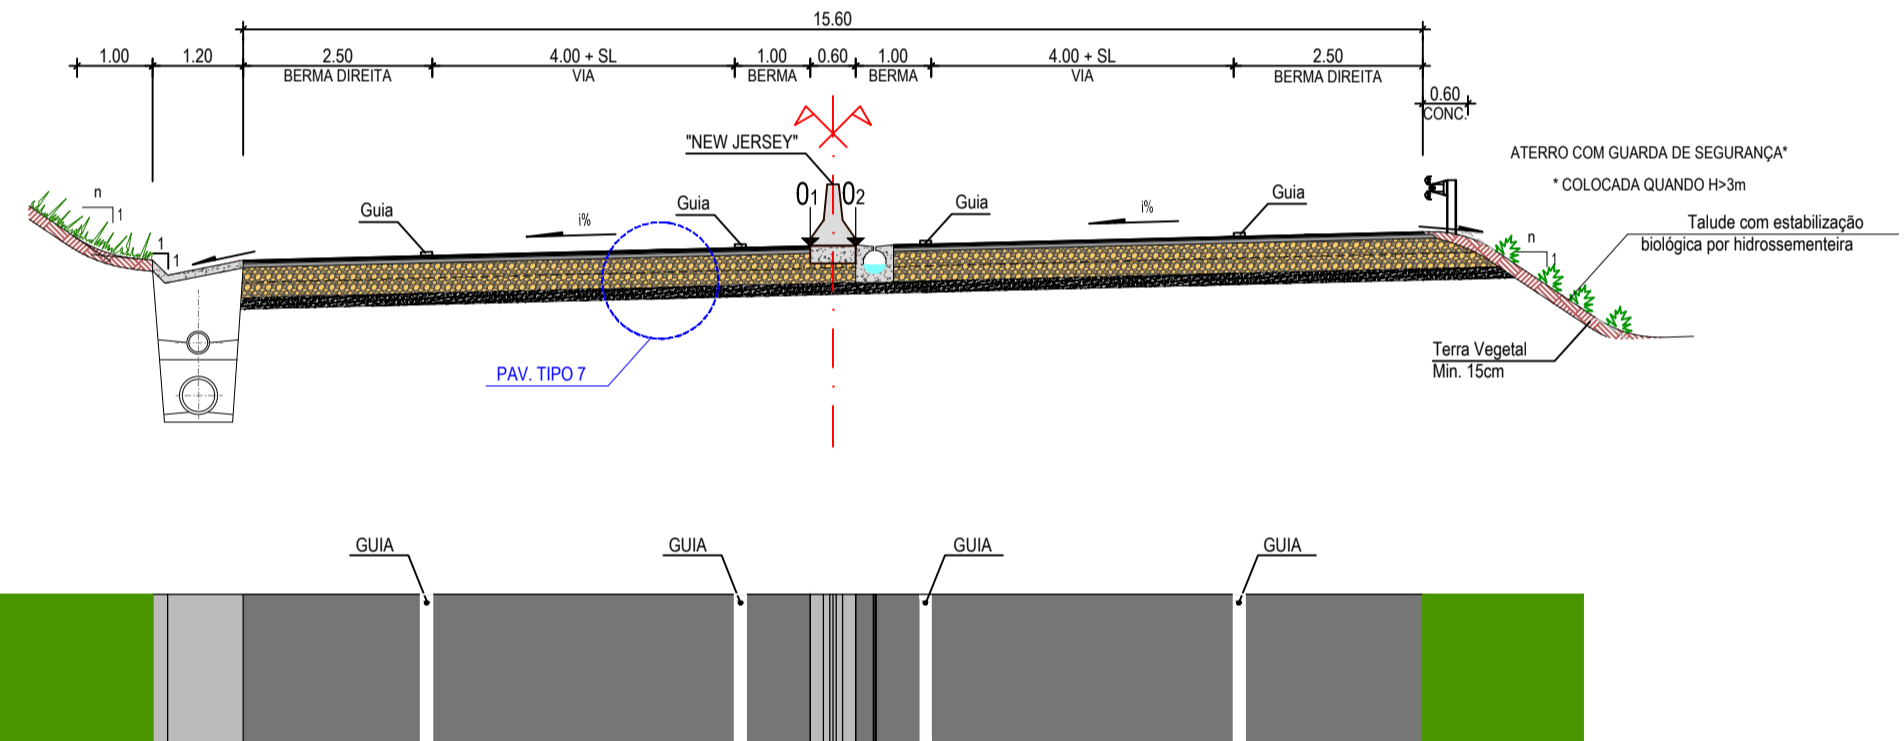 15.60
1.00 1.20 2.50 4.00 + SL 1.00 0.60 1.00 4.00 + SL 2.50
BERMA DIREITA VIA BERMA BERMA VIA BERMA DIREITA
0.60
CONC.
"NEW JERSEY"
ATERRO COM GUARDA DE SEGURANÇA*
* COLOCADA QUANDO H>3m
n
1
Guia
i%
Guia
O1 O2
Guia
i%
Guia
Talude com estabilização
biológica por hidrossementeira
n
1
1
1
PAV. TIPO 7
Terra Vegetal
Min. 15cm
GUIA GUIA GUIA GUIA